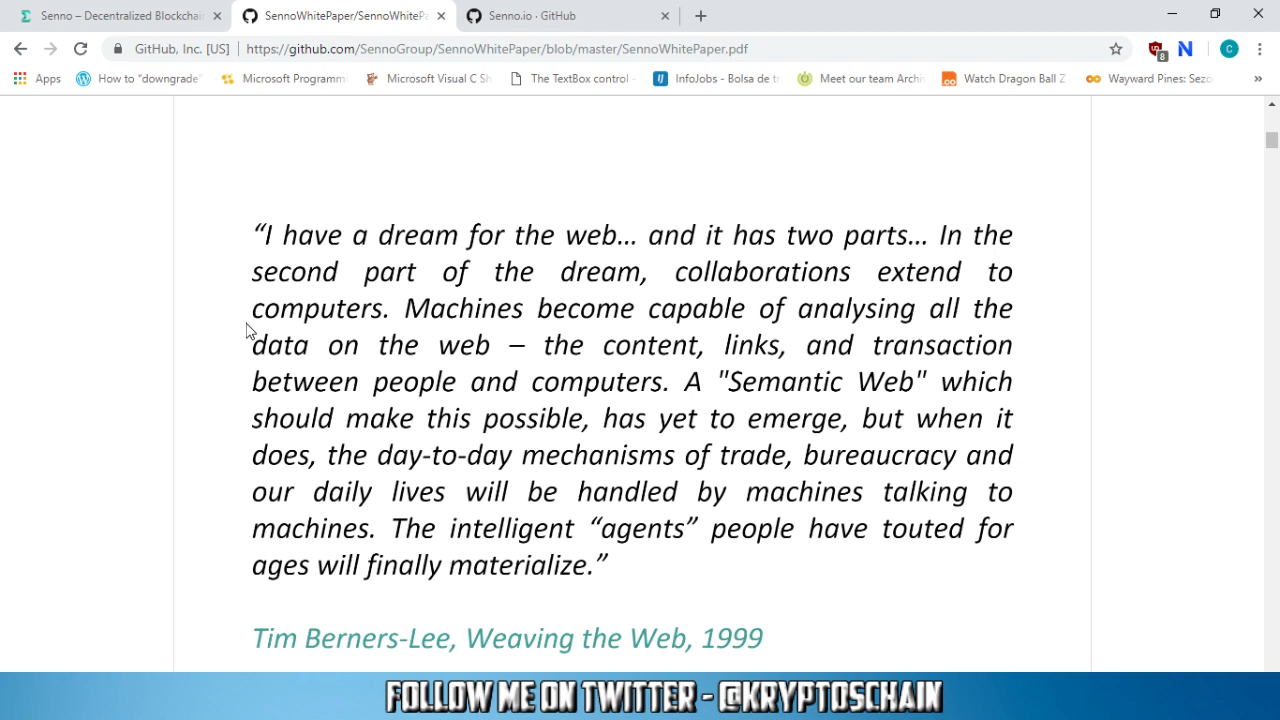 Senno – Decentralized Blockchain
SennoWhitePaper/SennoWhitePa
Senno.io · GitHub
GitHub, Inc. [US] | https://github.com/SennoGroup/SennoWhitePaper/blob/master/SennoWhitePaper.pdf
8
N
C
Apps
How to "downgrade"
Microsoft Programm
Microsoft Visual C Sh
The TextBox control -
InfoJobs - Bolsa de t
Meet our team Archi
Watch Dragon Ball Z
Wayward Pines: Sezo
»
“I have a dream for the web… and it has two parts… In the
second part of the dream, collaborations extend to
computers. Machines become capable of analysing all the
data on the web – the content, links, and transaction
between people and computers. A "Semantic Web" which
should make this possible, has yet to emerge, but when it
does, the day-to-day mechanisms of trade, bureaucracy and
our daily lives will be handled by machines talking to
machines. The intelligent “agents” people have touted for
ages will finally materialize.”
Tim Berners-Lee, Weaving the Web, 1999
FOLLOW ME ON TWITTER - @KRYPTOSCHAIN